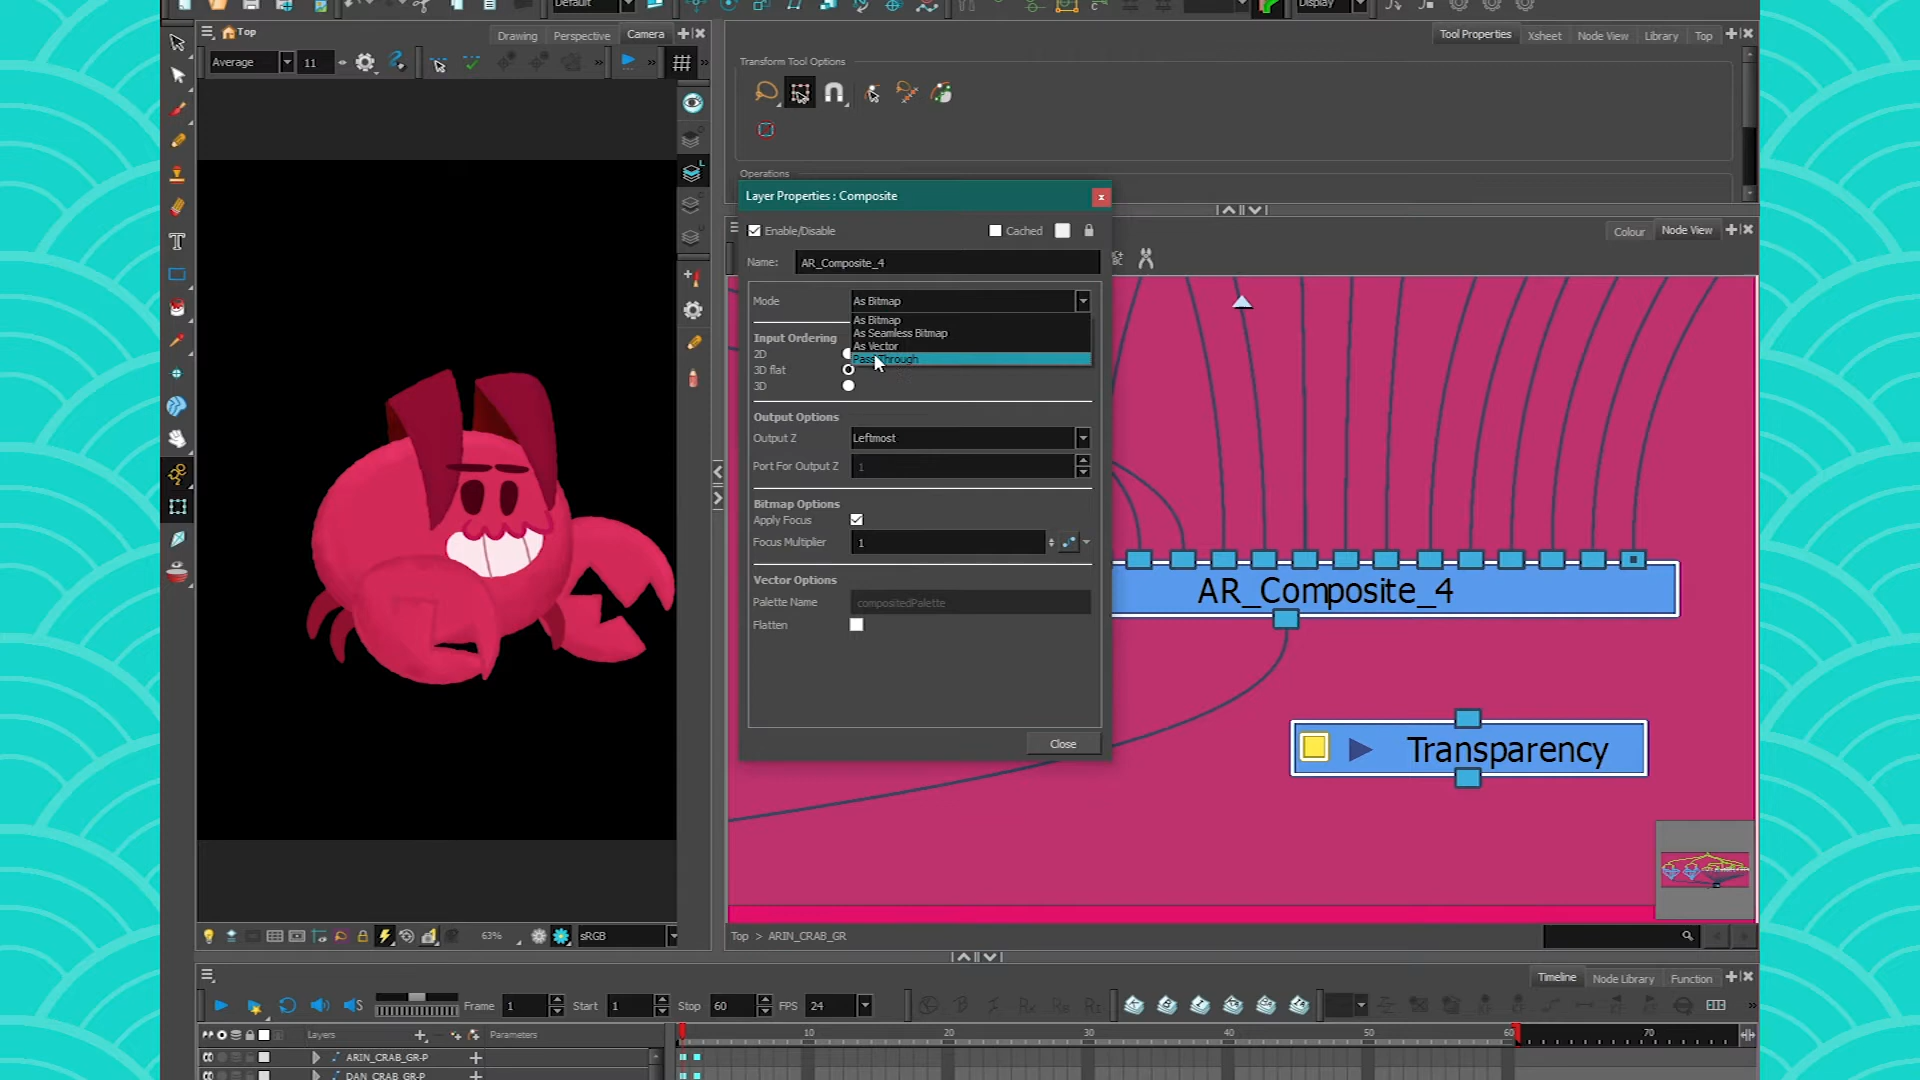 Default
Display
Top
Drawing
Perspective
Camera
Average
11
Tool Properties
Xsheet
Node View
Library
Top
Transform Tool Options
Operations
Layer Properties : Composite
Enable/Disable
Cached
Name:
AR_Composite_4
Mode
As Bitmap
As Bitmap
As Seamless Bitmap
As Vector
Pass Through
Input Ordering
2D
3D flat
3D
Output Options
Output Z
Leftmost
Port For Output Z
1
Bitmap Options
Apply Focus
Focus Multiplier
1
Vector Options
Palette Name
compositedPalette
Flatten
Close
Colour
Node View
AR_Composite_4
Transparency
Top > ARIN_CRAB_GR
63%
sRGB
Timeline
Node Library
Function
Frame
1
Start
1
Stop
60
FPS
24
Layers
Parameters
10
20
30
40
50
60
70
ARIN_CRAB_GR-P
DAN_CRAB_GR-P